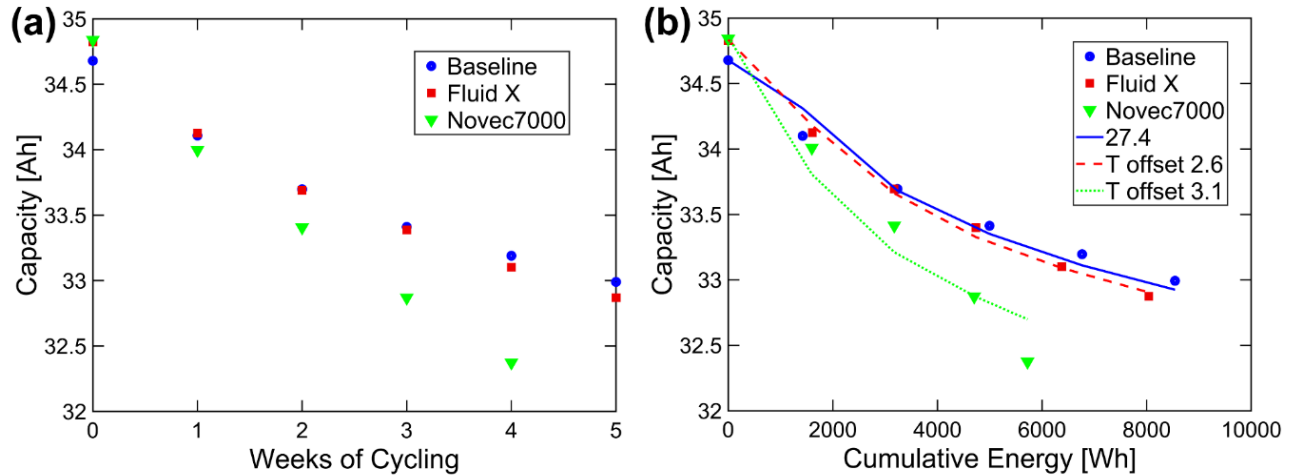 (a)
35
34.5
34
33.5
33
32.5
32
Capacity [Ah]
0 1 2 3 4 5
Weeks of Cycling
Baseline
Fluid X
Novec7000
(b)
35
34.5
34
33.5
33
32.5
32
Capacity [Ah]
0 2000 4000 6000 8000 10000
Cumulative Energy [Wh]
Baseline
Fluid X
Novec7000
27.4
T offset 2.6
T offset 3.1